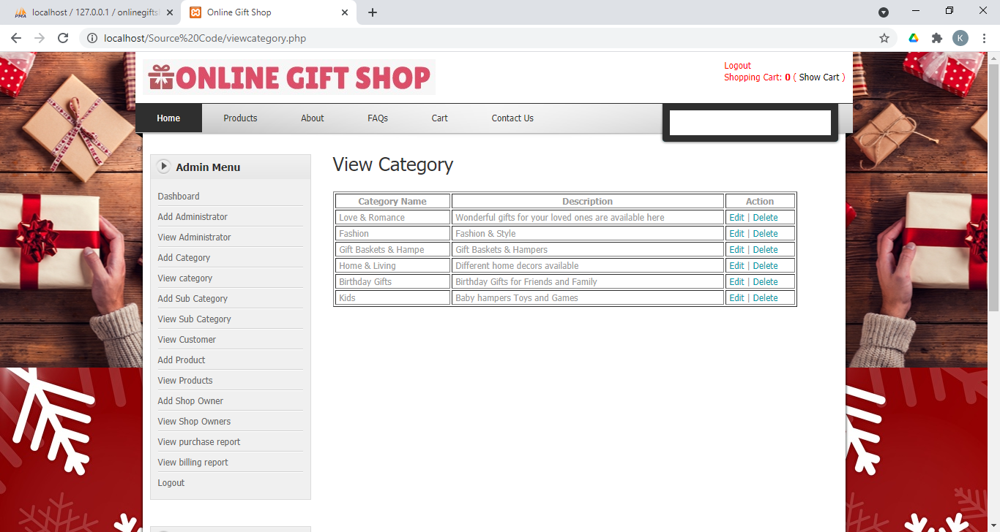 localhost / 127.0.0.1 / onlinegifts
Online Gift Shop
localhost/Source%20Code/viewcategory.php
K
ONLINE GIFT SHOP
Logout
Shopping Cart: 0 ( Show Cart )
Home Products About FAQs Cart Contact Us
Admin Menu
Dashboard
Add Administrator
View Administrator
Add Category
View category
Add Sub Category
View Sub Category
View Customer
Add Product
View Products
Add Shop Owner
View Shop Owners
View purchase report
View billing report
Logout
View Category
Category Name Description Action
Love & Romance Wonderful gifts for your loved ones are available here Edit | Delete
Fashion Fashion & Style Edit | Delete
Gift Baskets & Hampe Gift Baskets & Hampers Edit | Delete
Home & Living Different home decors available Edit | Delete
Birthday Gifts Birthday Gifts for Friends and Family Edit | Delete
Kids Baby hampers Toys and Games Edit | Delete